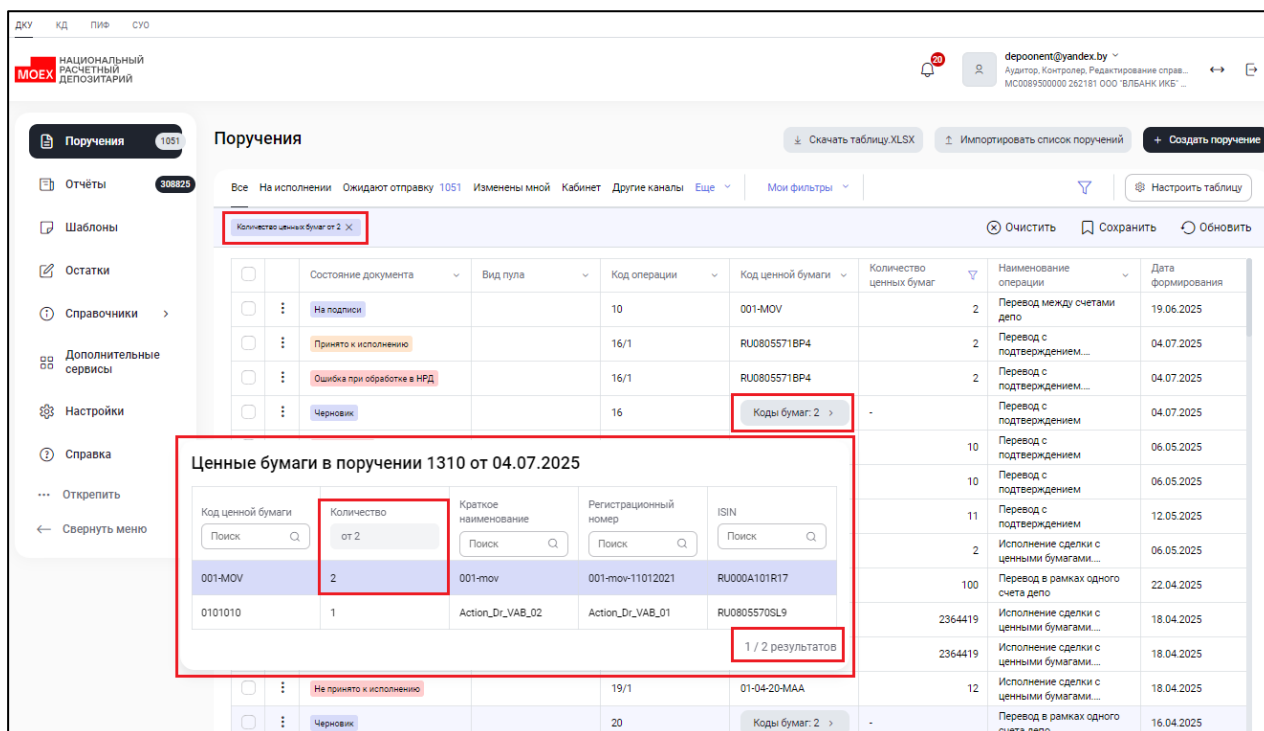 ДКУ КД ПИФ СУО
MOEX НАЦИОНАЛЬНЫЙ
РАСЧЕТНЫЙ
ДЕПОЗИТАРИЙ
20
depoonent@yandex.by
Аудитор, Контролер, Редактирование справ...
МС0089500000 262181 ООО "ВЛБАНК ИКБ" ...
Поручения 1051
Отчёты 308825
Шаблоны
Остатки
Справочники
Дополнительные
сервисы
Настройки
Справка
Открепить
Свернуть меню
Поручения
Скачать таблицу.XLSX Импортировать список поручений + Создать поручение
Все На исполнении Ожидают отправку 1051 Изменены мной Кабинет Другие каналы Еще Мои фильтры Настроить таблицу
Количество ценных бумаг от 2 Очистить Сохранить Обновить
Состояние документа Вид пула Код операции Код ценной бумаги Количество ценных бумаг Наименование операции Дата формирования
На подписи 10 001-MOV 2 Перевод между счетами депо 19.06.2025
Принято к исполнению 16/1 RU0805571BP4 2 Перевод с подтверждением.... 04.07.2025
Ошибка при обработке в НРД 16/1 RU0805571BP4 2 Перевод с подтверждением.... 04.07.2025
Черновик 16 Коды бумаг: 2 - Перевод с подтверждением 04.07.2025
10 Перевод с подтверждением 06.05.2025
10 Перевод с подтверждением 06.05.2025
11 Перевод с подтверждением 12.05.2025
2 Исполнение сделки с ценными бумагами.... 06.05.2025
100 Перевод в рамках одного счета депо 22.04.2025
2364419 Исполнение сделки с ценными бумагами.... 18.04.2025
2364419 Исполнение сделки с ценными бумагами.... 18.04.2025
Не принято к исполнению 19/1 01-04-20-MAA 12 Исполнение сделки с ценными бумагами.... 18.04.2025
Черновик 20 Коды бумаг: 2 - Перевод в рамках одного счета депо 16.04.2025
Ценные бумаги в поручении 1310 от 04.07.2025
Код ценной бумаги Количество Краткое наименование Регистрационный номер ISIN
Поиск от 2 Поиск Поиск Поиск
001-MOV 2 001-mov 001-mov-11012021 RU000A101R17
0101010 1 Action_Dr_VAB_02 Action_Dr_VAB_01 RU0805570SL9
1 / 2 результатов